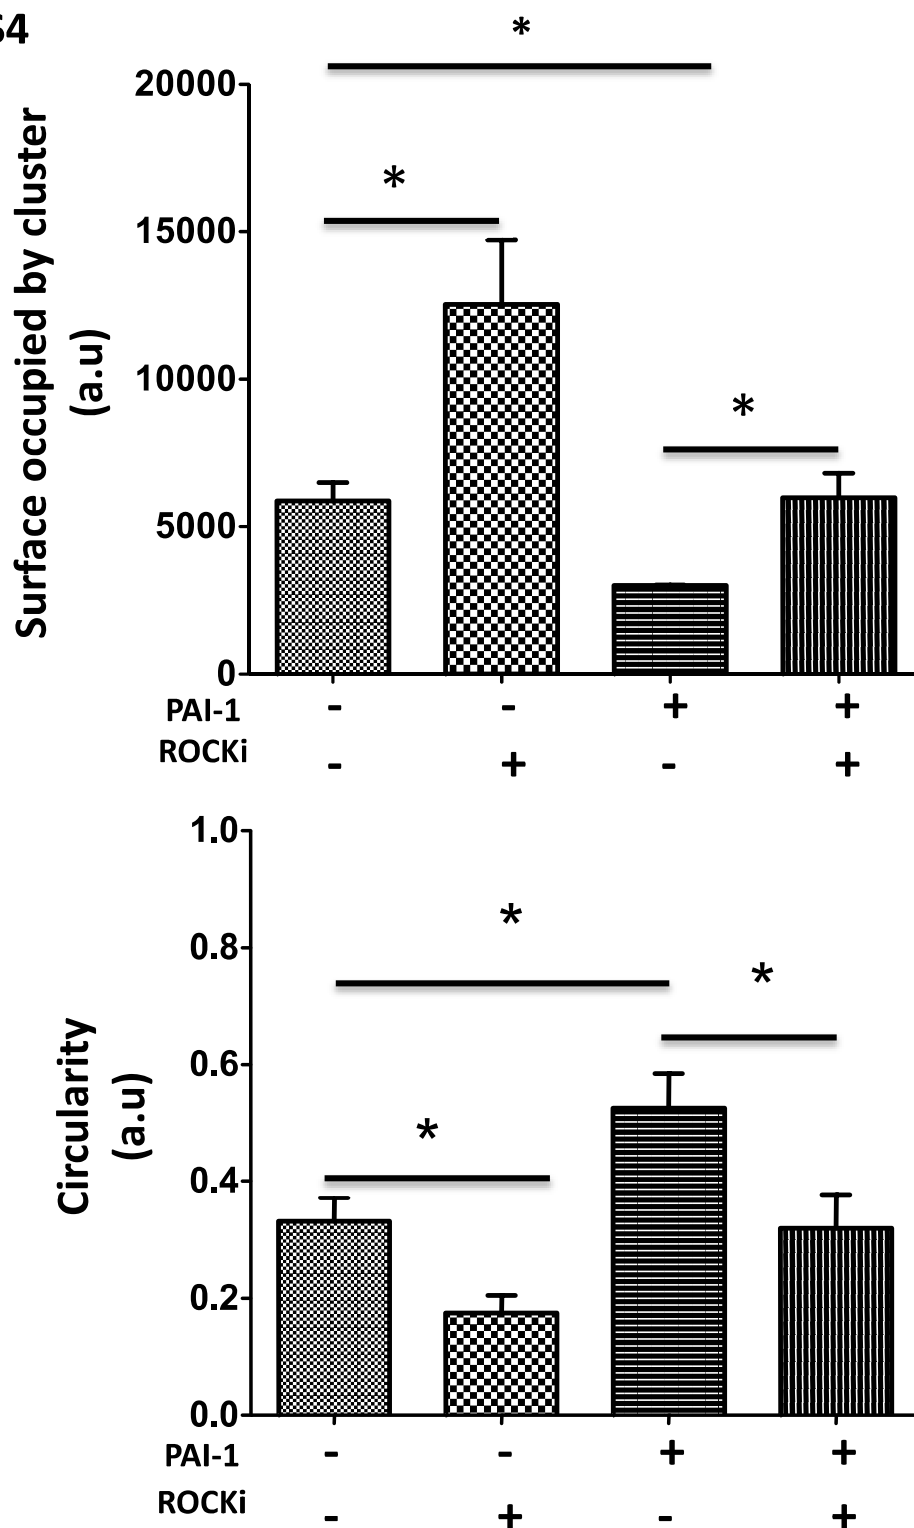 S4
*
20000
15000
10000
5000
0
Surface occupied by cluster
(a.u)
*
*
PAI-1 - - + +
ROCKi - + - +
1.0
0.8
0.6
0.4
0.2
0.0
Circularity
(a.u)
*
*
*
PAI-1 - - + +
ROCKi - + - +